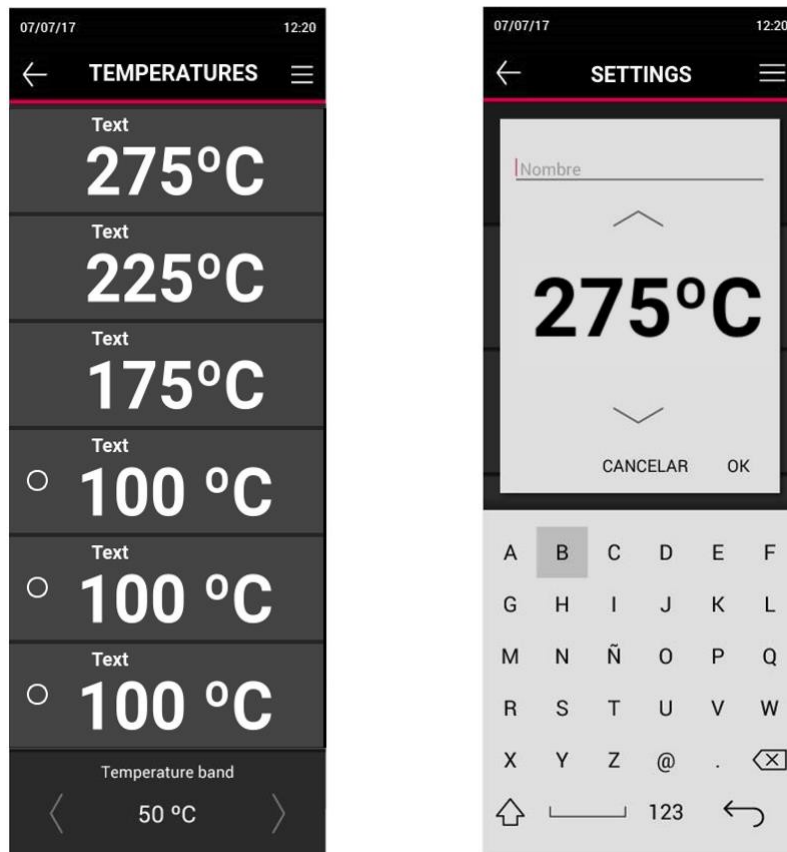 07/07/17 12:20
TEMPERATURES
Text
275ºC
Text
225ºC
Text
175ºC
Text
100 ºC
Text
100 ºC
Text
100 ºC
Temperature band
50 ºC
07/07/17 12:20
SETTINGS
Nombre
275ºC
CANCELAR OK
A B C D E F
G H I J K L
M N Ñ O P Q
R S T U V W
X Y Z @ .
123